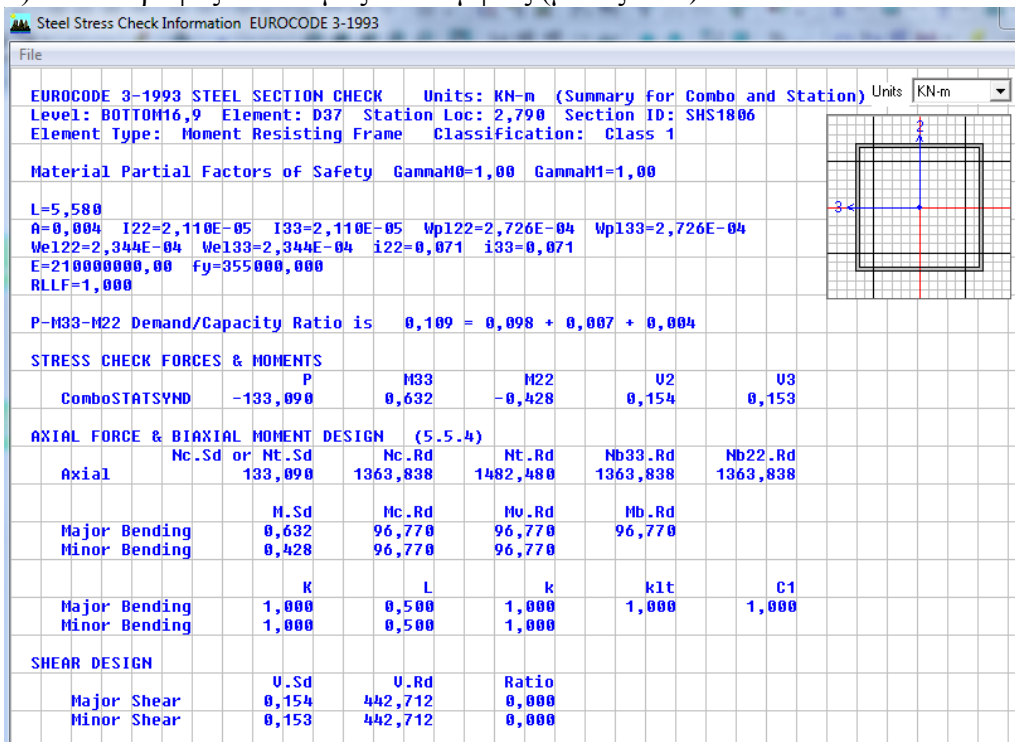 Steel Stress Check Information EUROCODE 3-1993
File
Units KN-m
EUROCODE 3-1993 STEEL SECTION CHECK Units: KN-m (Summary for Combo and Station)
Level: BOTTOM16,9 Element: D37 Station Loc: 2,790 Section ID: SHS1806
Element Type: Moment Resisting Frame Classification: Class 1
2
3
Material Partial Factors of Safety GammaM0=1,00 GammaM1=1,00
L=5,580
A=0,004 I22=2,110E-05 I33=2,110E-05 Wpl22=2,726E-04 Wpl33=2,726E-04
Wel22=2,344E-04 Wel33=2,344E-04 i22=0,071 i33=0,071
E=210000000,00 fy=355000,000
RLLF=1,000
P-M33-M22 Demand/Capacity Ratio is 0,109 = 0,098 + 0,007 + 0,004
STRESS CHECK FORCES & MOMENTS
P M33 M22 U2 U3
ComboSTATSYND -133,090 0,632 -0,428 0,154 0,153
AXIAL FORCE & BIAXIAL MOMENT DESIGN (5.5.4)
Nc.Sd or Nt.Sd Nc.Rd Nt.Rd Nb33.Rd Nb22.Rd
Axial 133,090 1363,838 1482,480 1363,838 1363,838
M.Sd Mc.Rd Mv.Rd Mb.Rd
Major Bending 0,632 96,770 96,770 96,770
Minor Bending 0,428 96,770 96,770
K L k klt C1
Major Bending 1,000 0,500 1,000 1,000 1,000
Minor Bending 1,000 0,500 1,000
SHEAR DESIGN
V.Sd V.Rd Ratio
Major Shear 0,154 442,712 0,000
Minor Shear 0,153 442,712 0,000